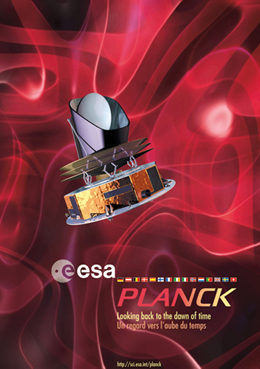 esa
PLANCK
Looking back to the dawn of time
Un regard vers l'aube du temps
http://sci.esa.int/planck